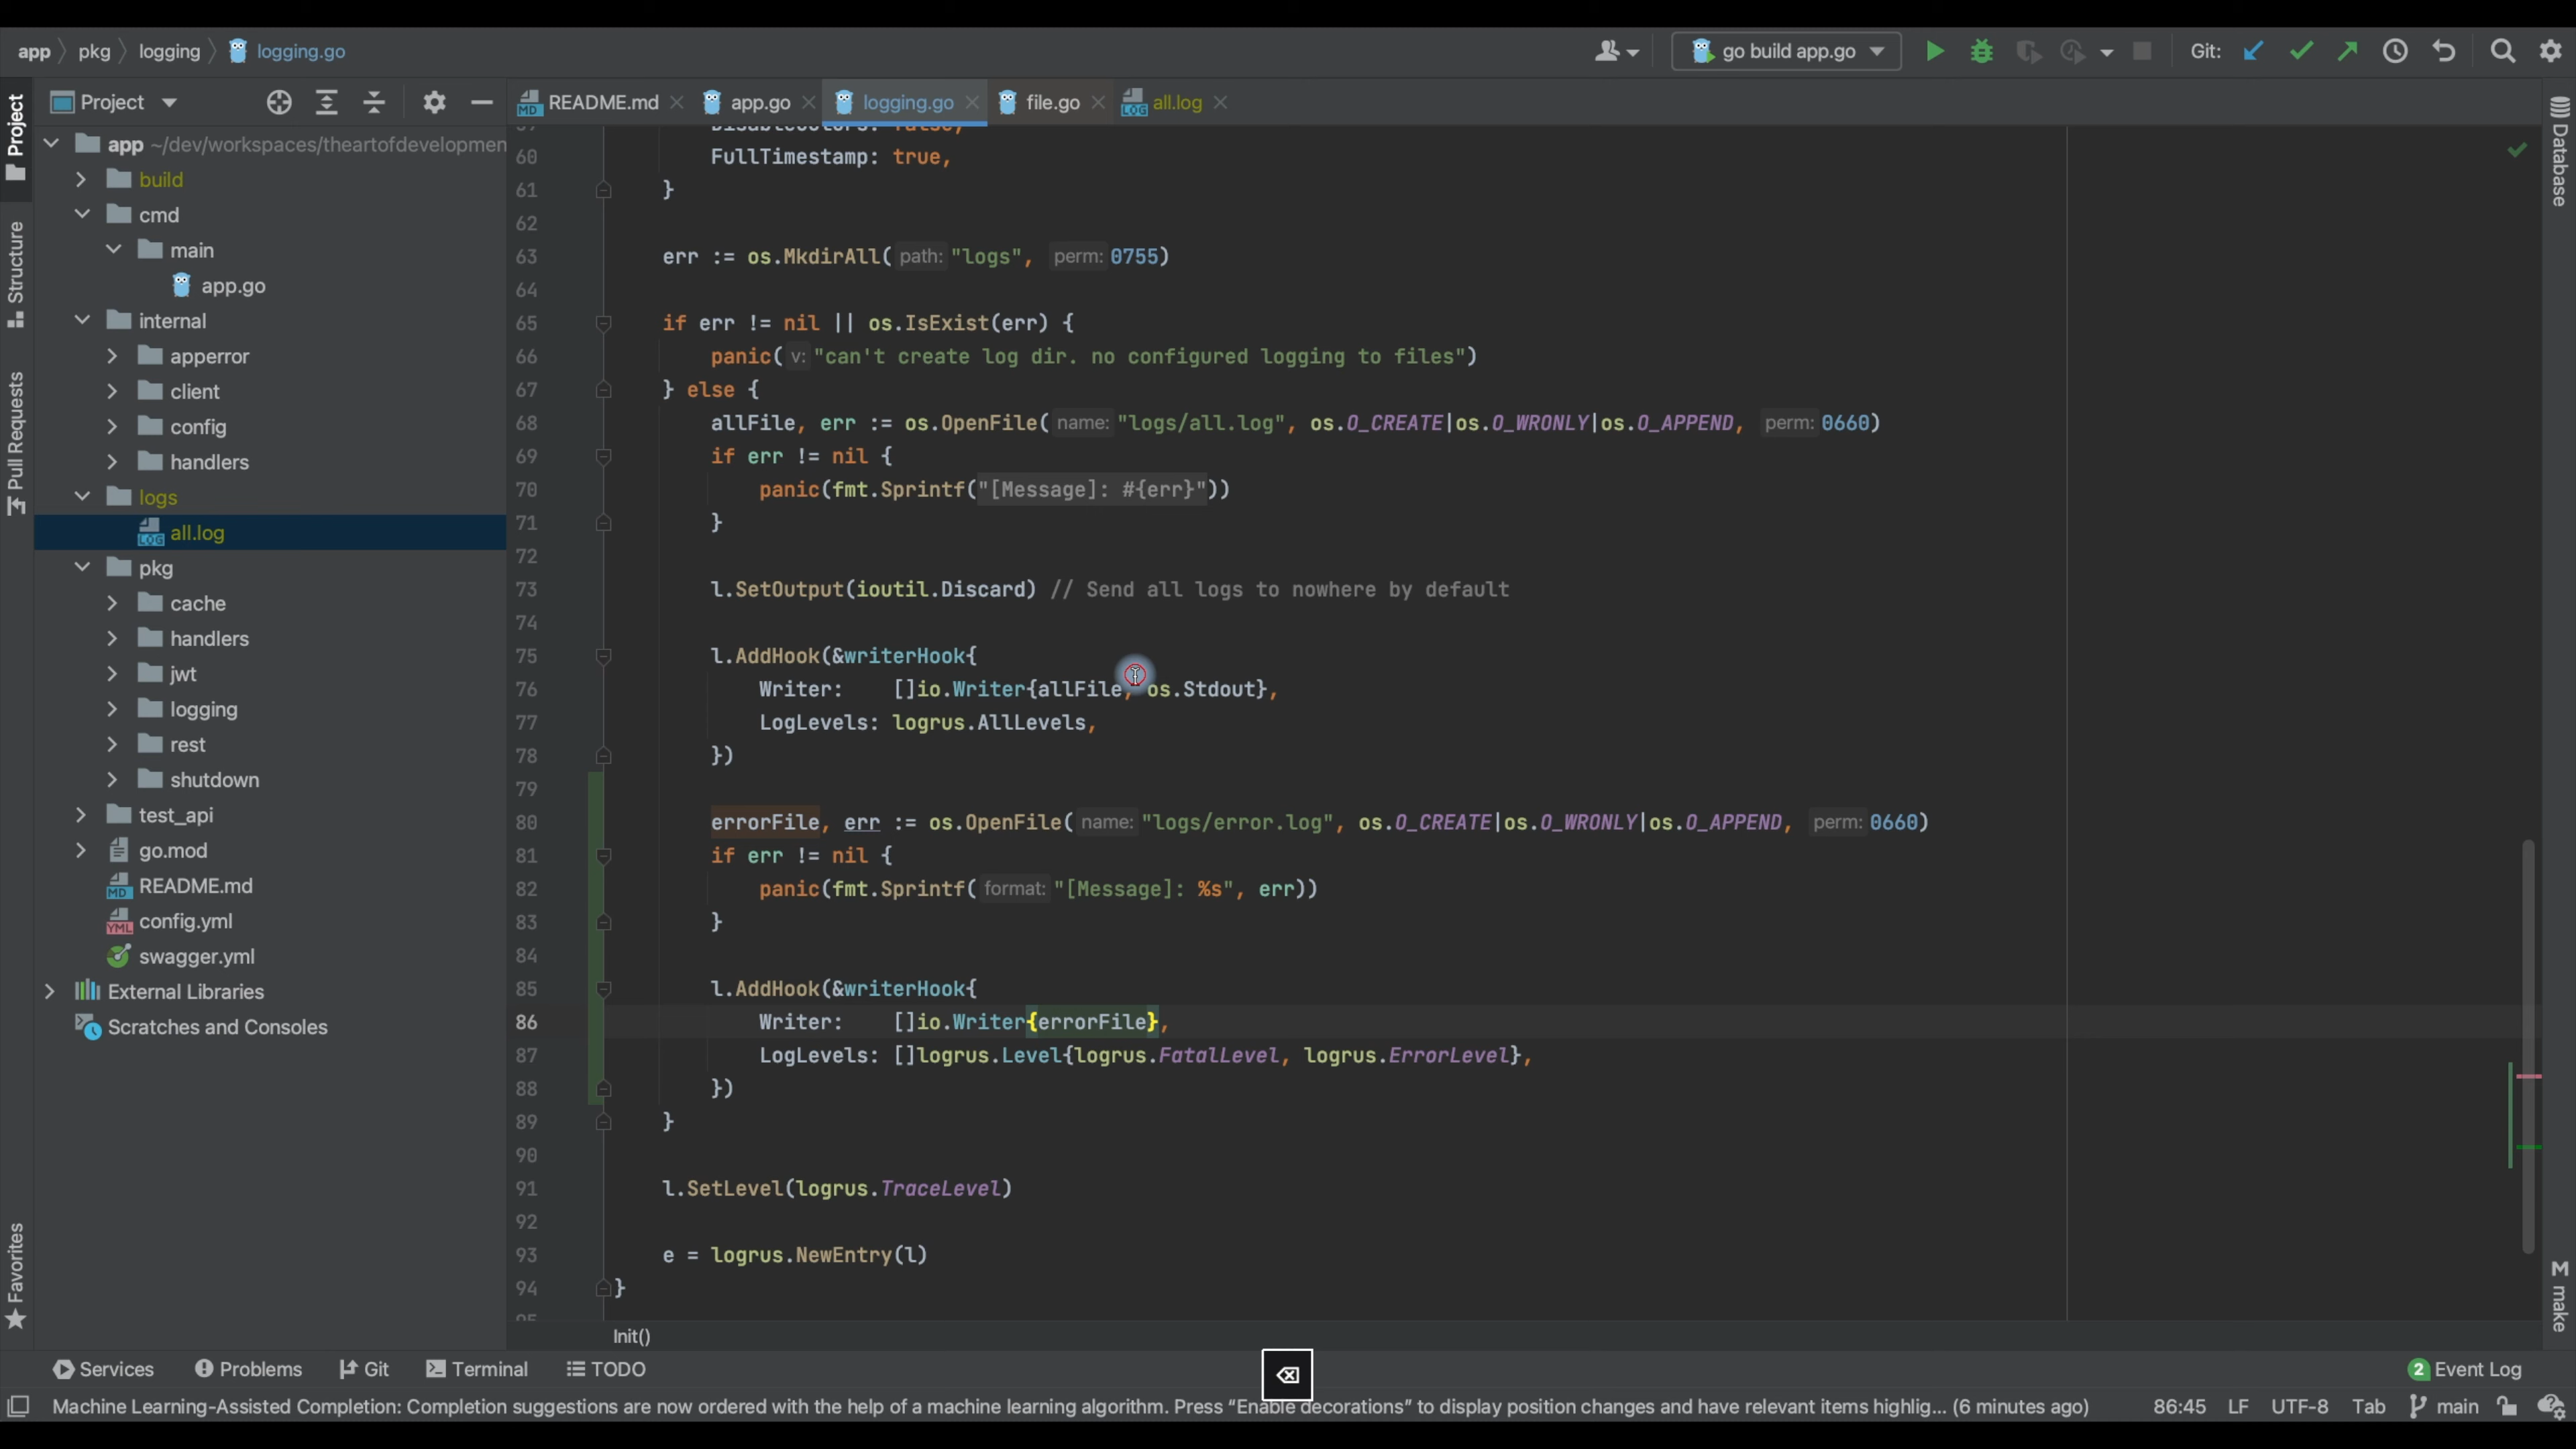 app pkg logging logging.go
go build app.go
Git:
Project
README.md
app.go
logging.go
file.go
all.log
Project
Structure
Pull Requests
Favorites
app ~/dev/workspaces/theartofdevelopmen
build
cmd
main
app.go
internal
apperror
client
config
handlers
logs
all.log
pkg
cache
handlers
jwt
logging
rest
shutdown
test_api
go.mod
README.md
config.yml
swagger.yml
External Libraries
Scratches and Consoles
60 FullTimestamp: true,
61 }
62
63 err := os.MkdirAll( path: "logs", perm: 0755)
64
65 if err != nil || os.IsExist(err) {
66 panic( v: "can't create log dir. no configured logging to files")
67 } else {
68 allFile, err := os.OpenFile( name: "logs/all.log", os.O_CREATE|os.O_WRONLY|os.O_APPEND, perm: 0660)
69 if err != nil {
70 panic(fmt.Sprintf("[Message]: #{err}"))
71 }
72
73 l.SetOutput(ioutil.Discard) // Send all logs to nowhere by default
74
75 l.AddHook(&writerHook{
76 Writer: []io.Writer{allFile, os.Stdout},
77 LogLevels: logrus.AllLevels,
78 })
79
80 errorFile, err := os.OpenFile( name: "logs/error.log", os.O_CREATE|os.O_WRONLY|os.O_APPEND, perm: 0660)
81 if err != nil {
82 panic(fmt.Sprintf( format: "[Message]: %s", err))
83 }
84
85 l.AddHook(&writerHook{
86 Writer: []io.Writer{errorFile},
87 LogLevels: []logrus.Level{logrus.FatalLevel, logrus.ErrorLevel},
88 })
89 }
90
91 l.SetLevel(logrus.TraceLevel)
92
93 e = logrus.NewEntry(l)
94 }
Init()
Database
make
Services
Problems
Git
Terminal
TODO
2 Event Log
Machine Learning-Assisted Completion: Completion suggestions are now ordered with the help of a machine learning algorithm. Press "Enable decorations" to display position changes and have relevant items highlig... (6 minutes ago)
86:45 LF UTF-8 Tab main